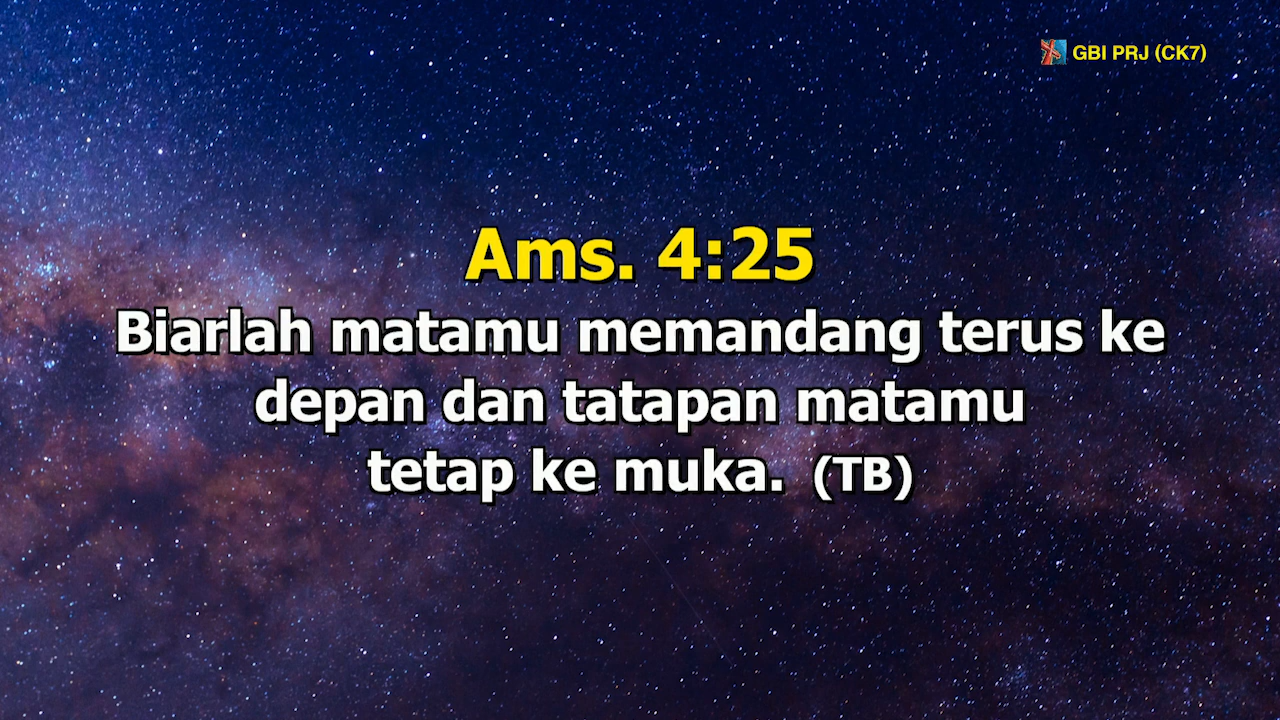 GBI PRJ (CK7)
Ams. 4:25
Biarlah matamu memandang terus ke
depan dan tatapan matamu
tetap ke muka. (TB)